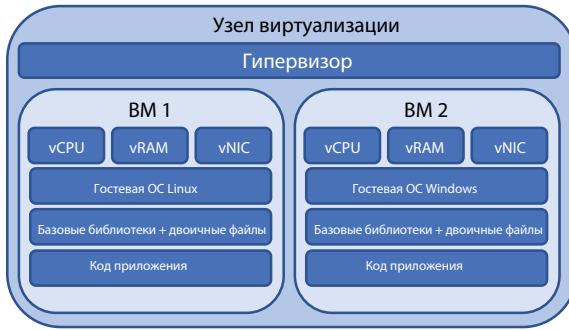 Узел виртуализации
Гипервизор
ВМ 1
vCPU
vRAM
vNIC
Гостевая ОС Linux
Базовые библиотеки + двоичные файлы
Код приложения
ВМ 2
vCPU
vRAM
vNIC
Гостевая ОС Windows
Базовые библиотеки + двоичные файлы
Код приложения